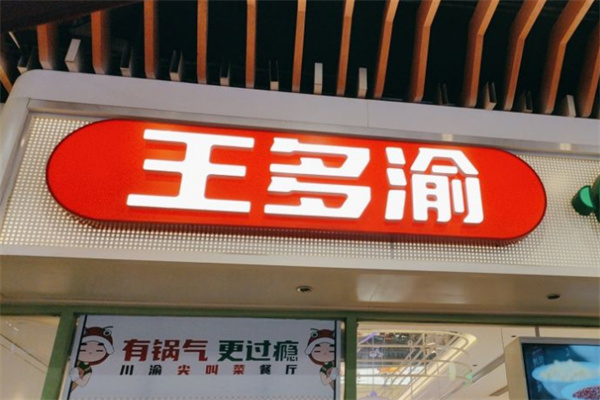 王多渝
有锅气 更过瘾
川渝尖叫菜餐厅